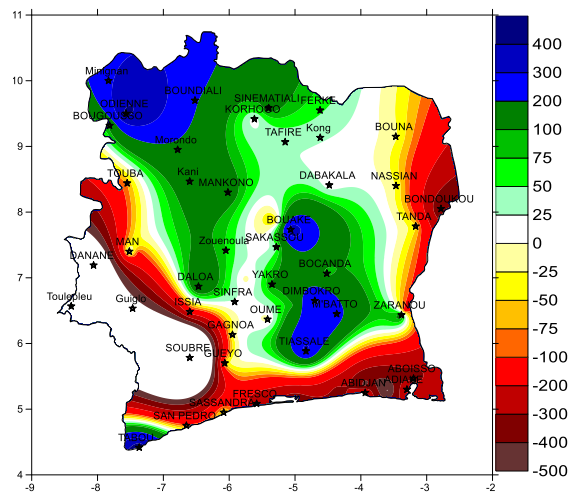 11
10
9
8
7
6
5
4
-9
-8
-7
-6
-5
-4
-3
-2
BOUNDIALI
SINEMATIALI
FERKE
KORHOGO
TAFIRE
Kong
BOUNA
Morondo
Kani
MANKONO
TOUBA
DABAKALA
NASSIAN
BONDOUKOU
TANDA
BOUAKE
SAKASSOU
Zouenoula
MAN
DANANE
BOCANDA
YAKRO
DALOA
SINFRA
DIMBOKRO
ZARANOU
Toulepleu
Guiglo
ISSIA
OUME
GAGNOA
TIASSALE
SOUBRE
GUEYO
ABOISSO
ABIDJAN
FRESCO
SASSANDRA
SAN PEDRO
400
300
200
100
75
50
25
0
-25
-50
-75
-100
-200
-300
-400
-500